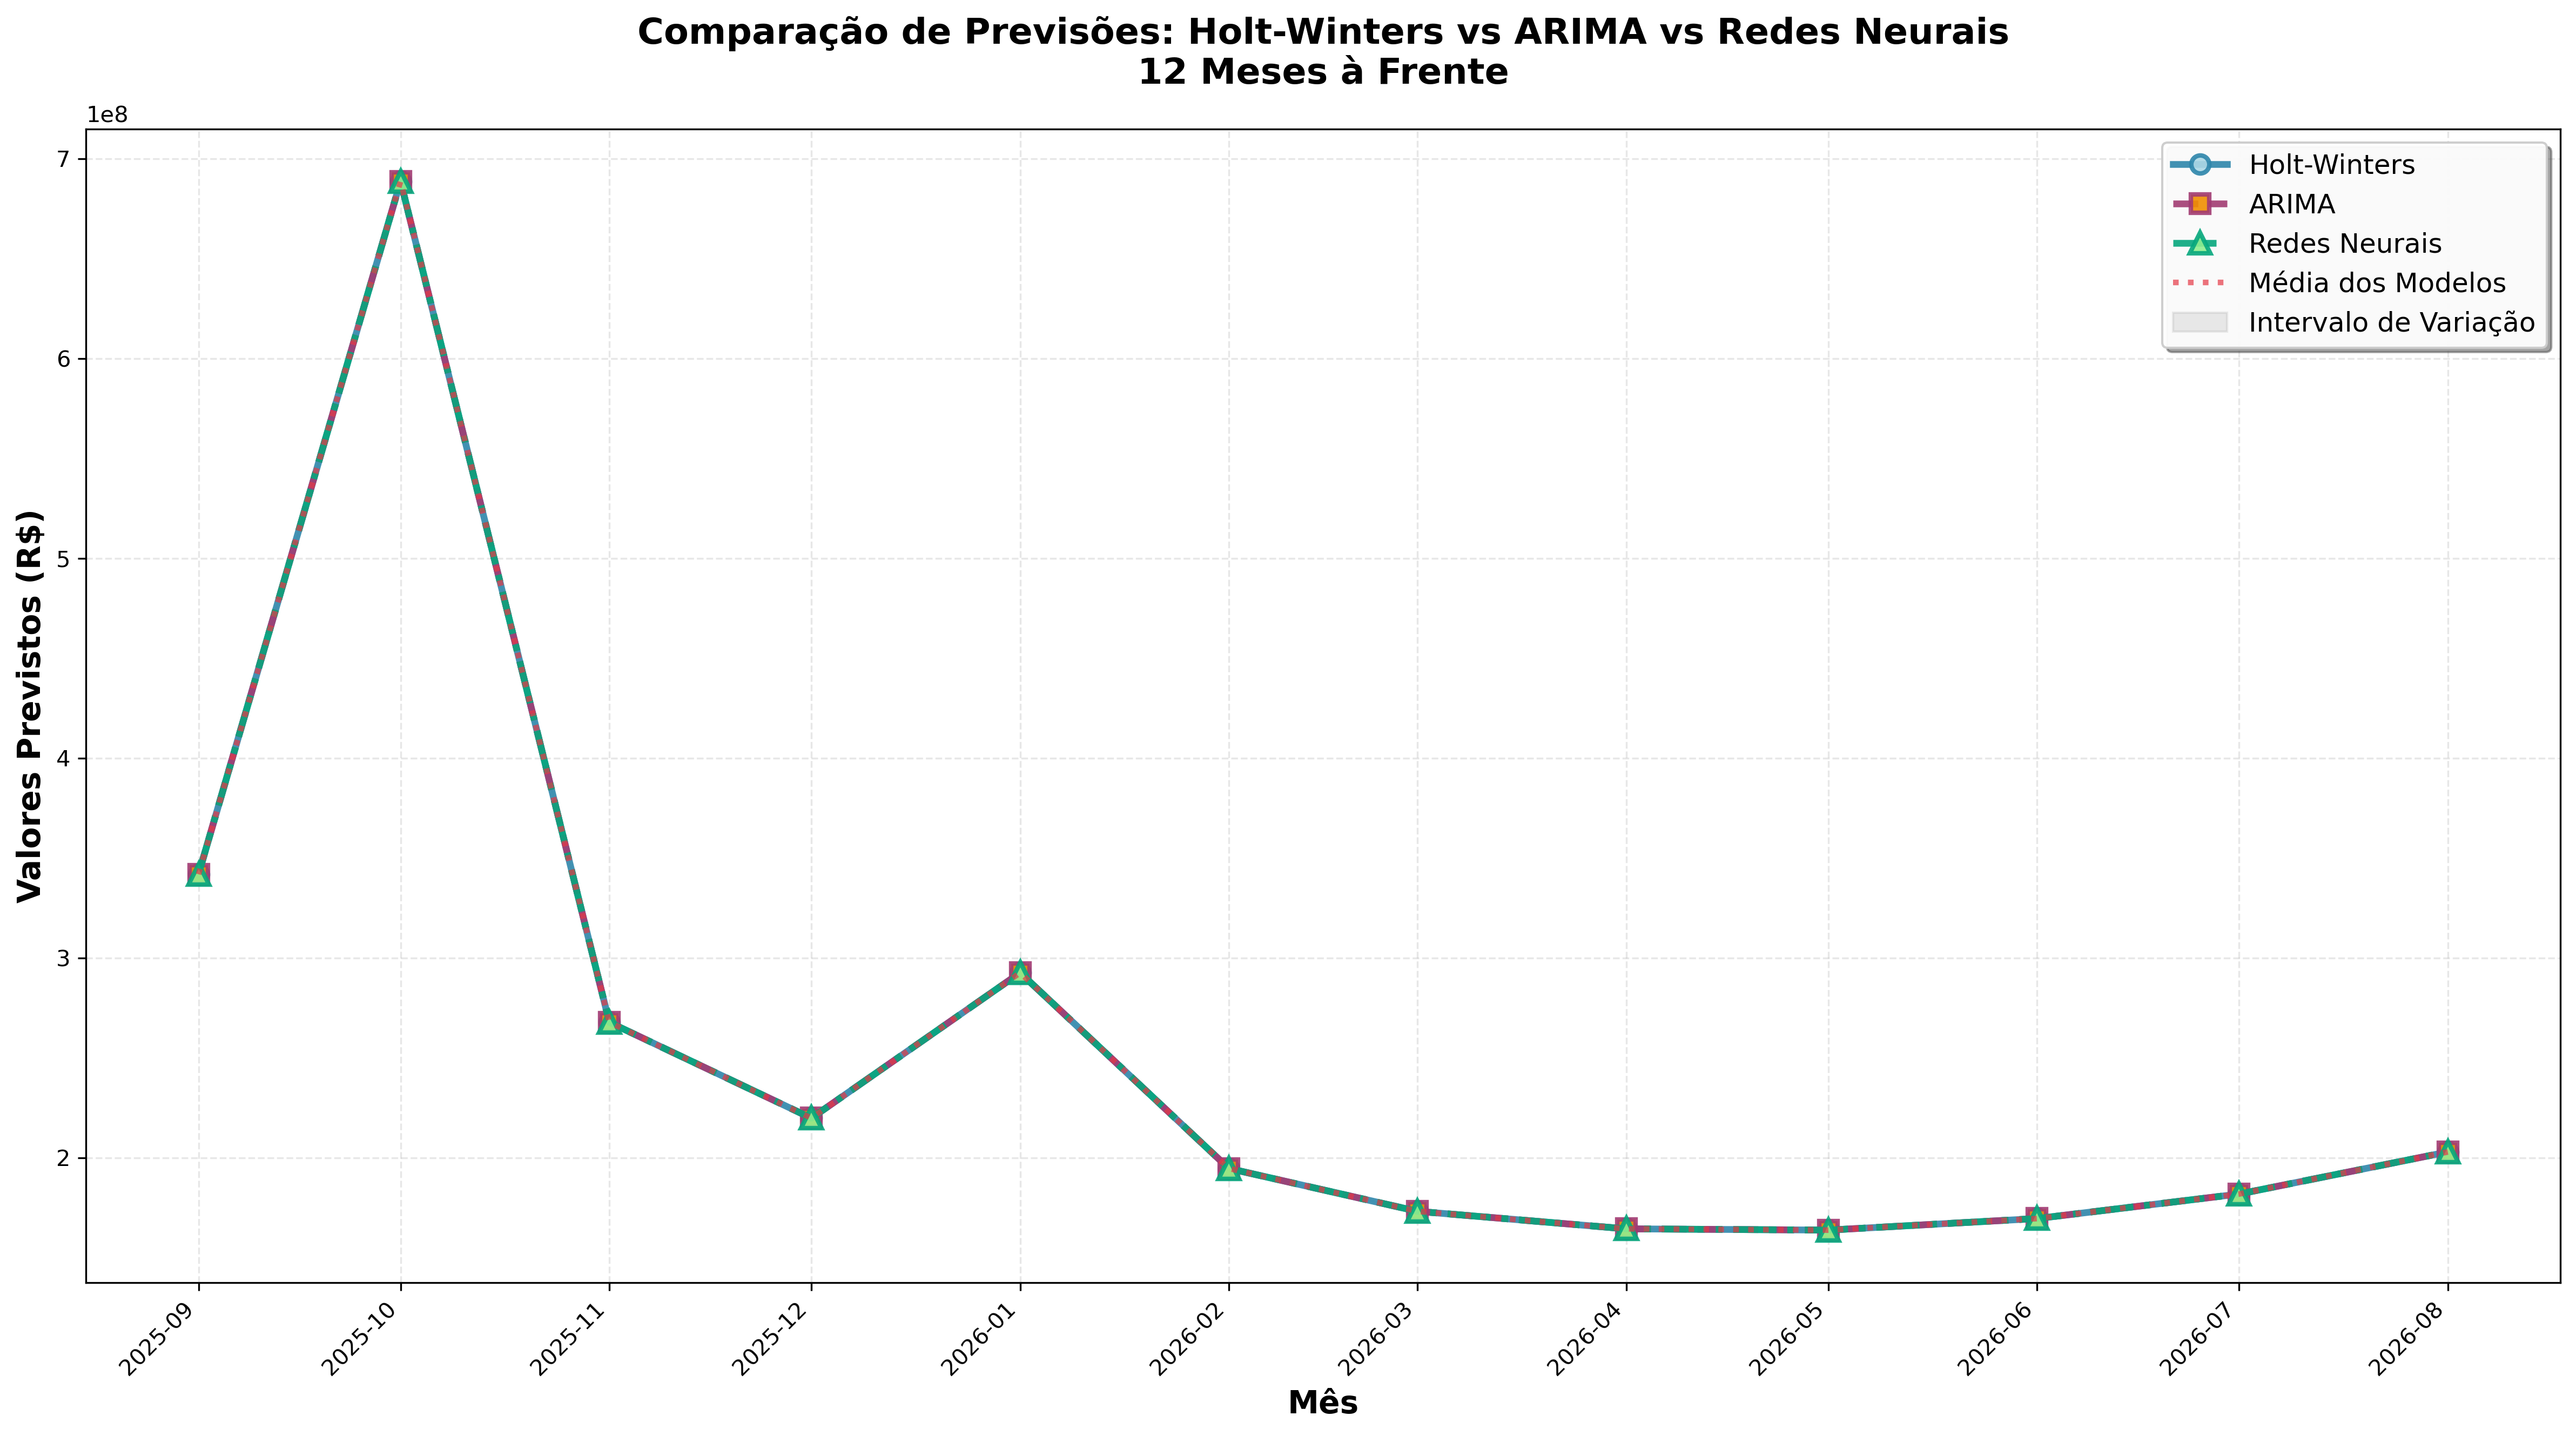 Comparação de Previsões: Holt-Winters vs ARIMA vs Redes Neurais
12 Meses à Frente
1e8
7
6
5
4
3
2
Valores Previstos (R$)
Holt-Winters
ARIMA
Redes Neurais
Média dos Modelos
Intervalo de Variação
2025-09
2025-10
2025-11
2025-12
2026-01
2026-02
2026-03
2026-04
2026-05
2026-06
2026-07
2026-08
Mês